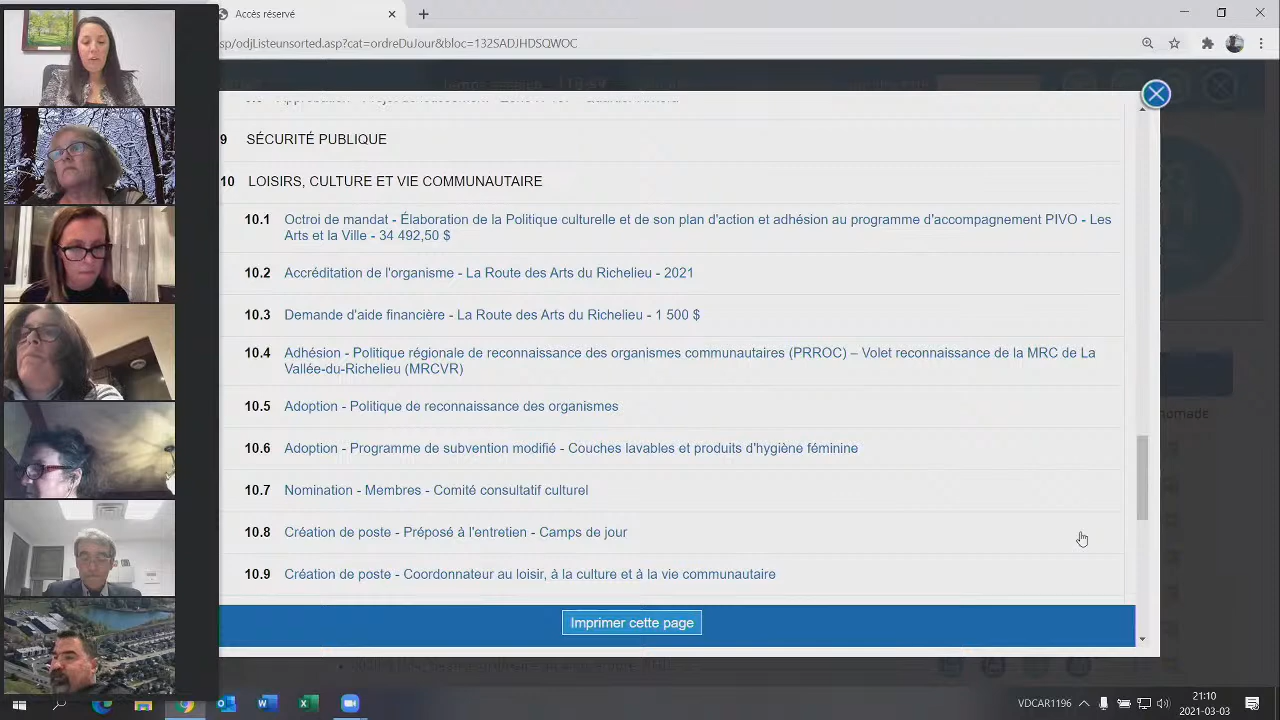 Accès réservé
sp/odjListeunsorted.asp?cat=ordreDuJour&bloc=132FADJHDSQWOC
9 SÉCURITÉ PUBLIQUE
10 LOISIRS, CULTURE ET VIE COMMUNAUTAIRE
10.1 Octroi de mandat - Élaboration de la Politique culturelle et de son plan d'action et adhésion au programme d'accompagnement PIVO - Les
Arts et la Ville - 34 492,50 $
10.2 Accréditation de l'organisme - La Route des Arts du Richelieu - 2021
10.3 Demande d'aide financière - La Route des Arts du Richelieu - 1 500 $
10.4 Adhésion - Politique régionale de reconnaissance des organismes communautaires (PRROC) – Volet reconnaissance de la MRC de La
Vallée-du-Richelieu (MRCVR)
10.5 Adoption - Politique de reconnaissance des organismes
10.6 Adoption - Programme de subvention modifié - Couches lavables et produits d'hygiène féminine
10.7 Nomination - Membres - Comité consultatif culturel
10.8 Création de poste - Préposé à l'entretien - Camps de jour
10.9 Création de poste - Coordonnateur au loisir, à la culture et à la vie communautaire
Imprimer cette page
omade
VDCAR1196
21:10
2021-03-03